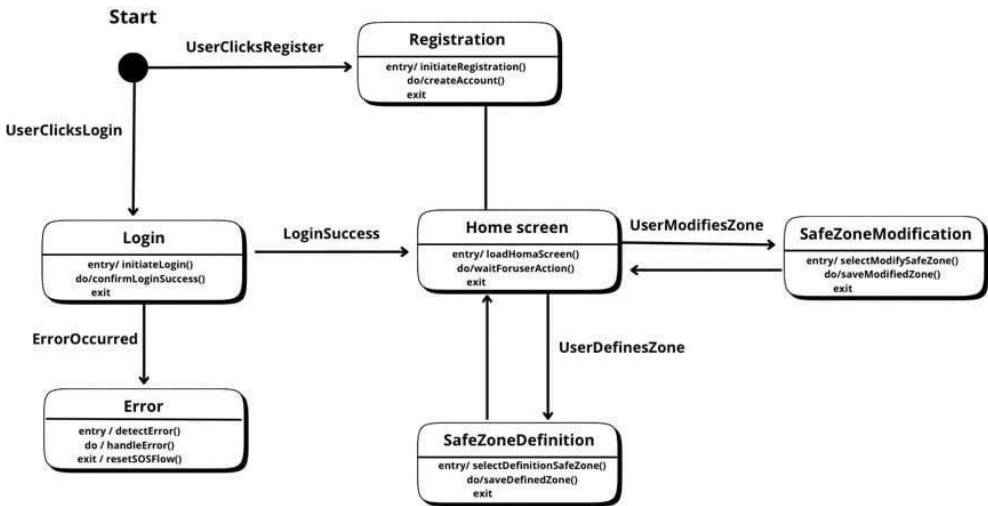 Start
UserClicksRegister
Registration
entry/ initiateRegistration()
do/createAccount()
exit
UserClicksLogin
Login
entry/ initiateLogin()
do/confirmLoginSuccess()
exit
LoginSuccess
Home screen
entry/ loadHomaScreen()
do/waitForuserAction()
exit
UserModifiesZone
SafeZoneModification
entry/ selectModifySafeZone()
do/saveModifiedZone()
exit
ErrorOccurred
UserDefinesZone
Error
entry / detectError()
do / handleError()
exit / resetSOSFlow()
SafeZoneDefinition
entry/ selectDefinitionSafeZone()
do/saveDefinedZone()
exit